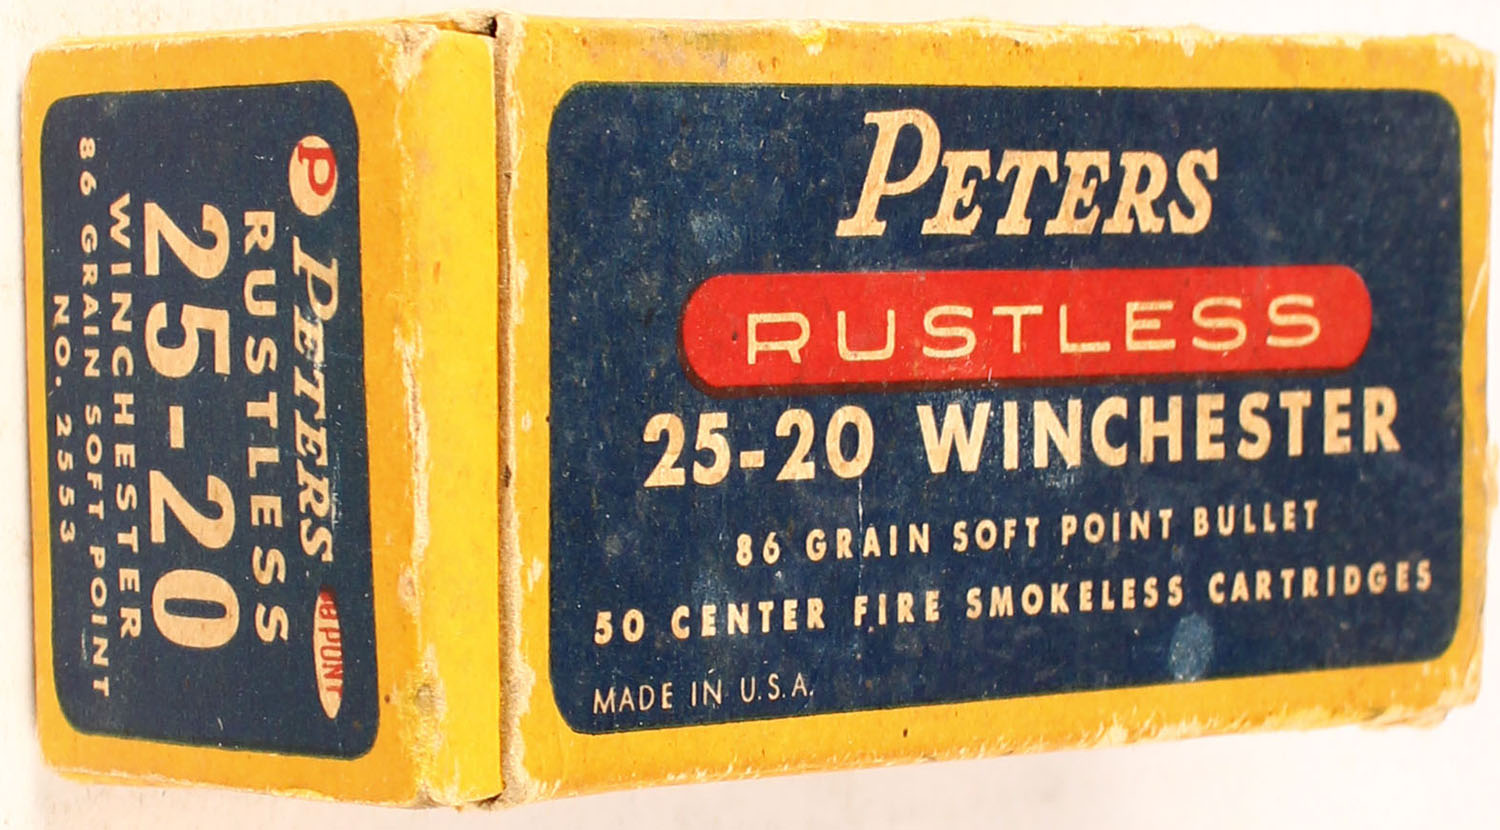 P PETERS
DUPONT
RUSTLESS
25-20
WINCHESTER
86 GRAIN SOFT POINT
NO. 2553
PETERS
RUSTLESS
25-20 WINCHESTER
86 GRAIN SOFT POINT BULLET
50 CENTER FIRE SMOKELESS CARTRIDGES
MADE IN U.S.A.